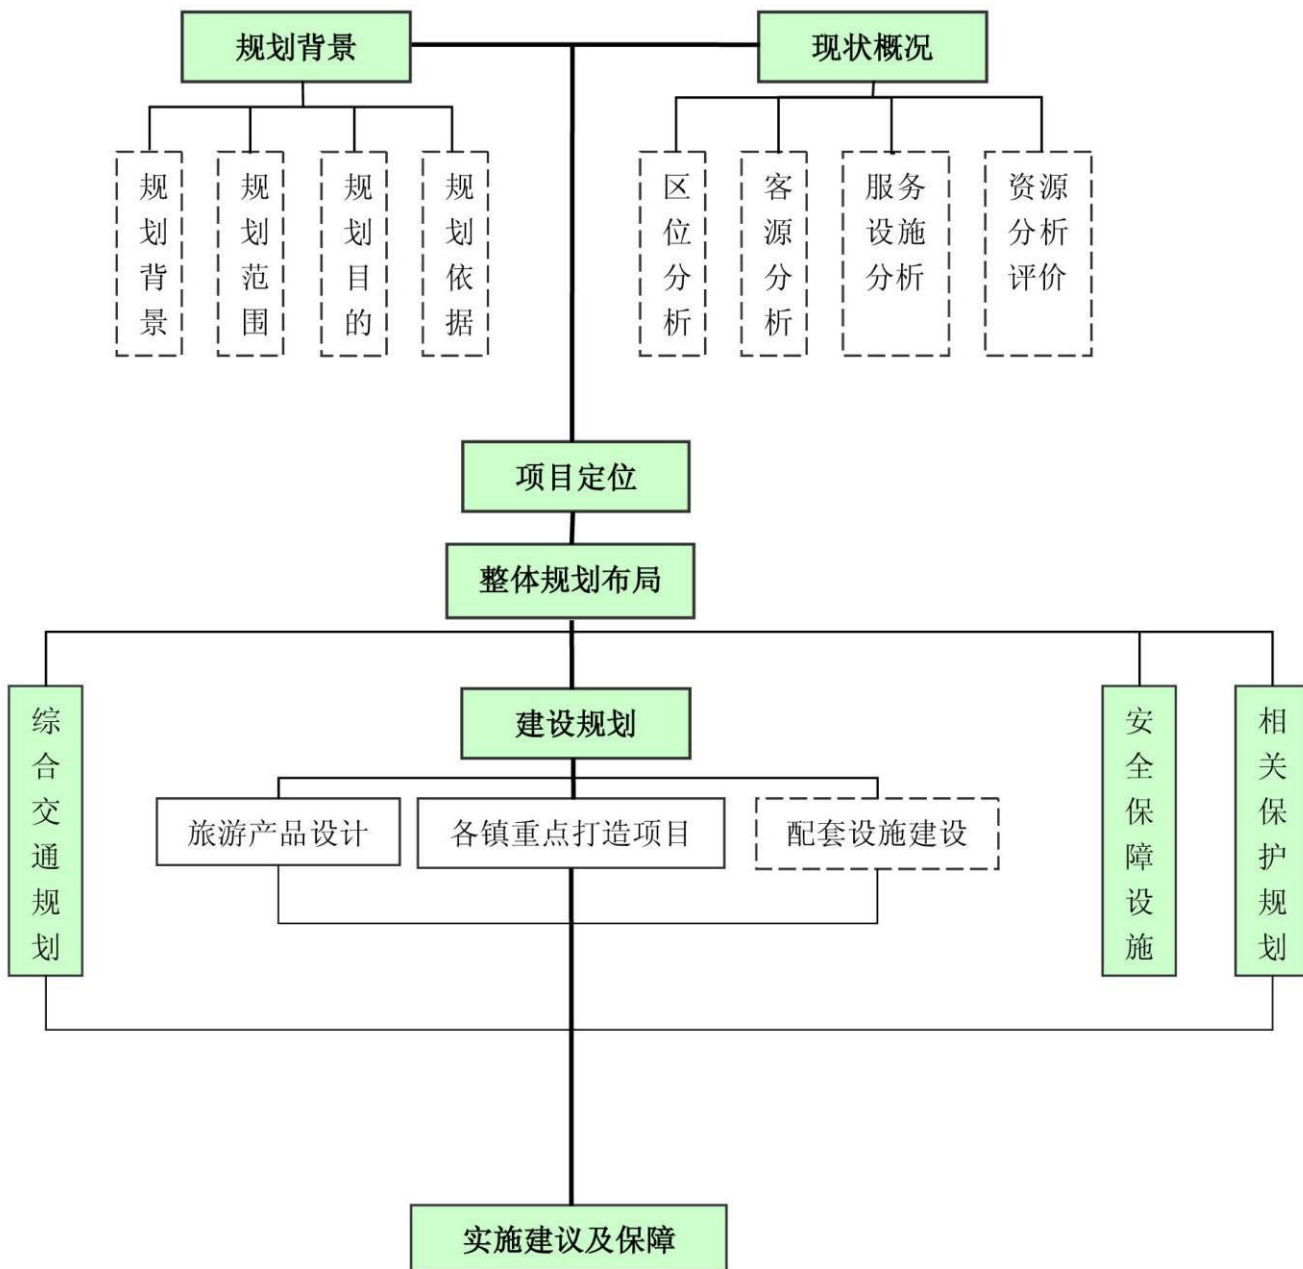 规划背景
现状概况
规划背景
规划范围
规划目的
规划依据
区位分析
客源分析
服务
设施
分析
资源
分析
评价
项目定位
整体规划布局
综合交通规划
建设规划
安全保障设施
相关保护规划
旅游产品设计
各镇重点打造项目
配套设施建设
实施建议及保障